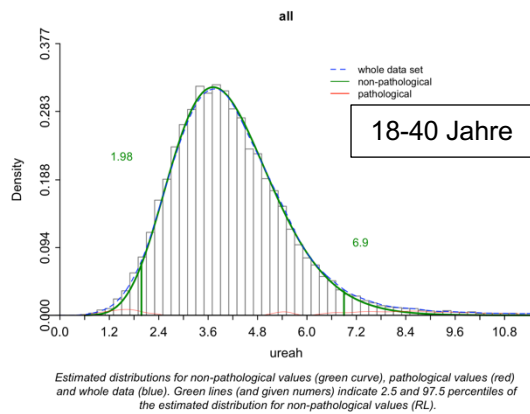 all
0.377
0.283
0.188
0.094
0.000
Density
whole data set
non-pathological
pathological
18-40 Jahre
1.98
6.9
0.0 1.2 2.4 3.6 4.8 6.0 7.2 8.4 9.6 10.8
ureah
Estimated distributions for non-pathological values (green curve), pathological values (red)
and whole data (blue). Green lines (and given numers) indicate 2.5 and 97.5 percentiles of
the estimated distribution for non-pathological values (RL).